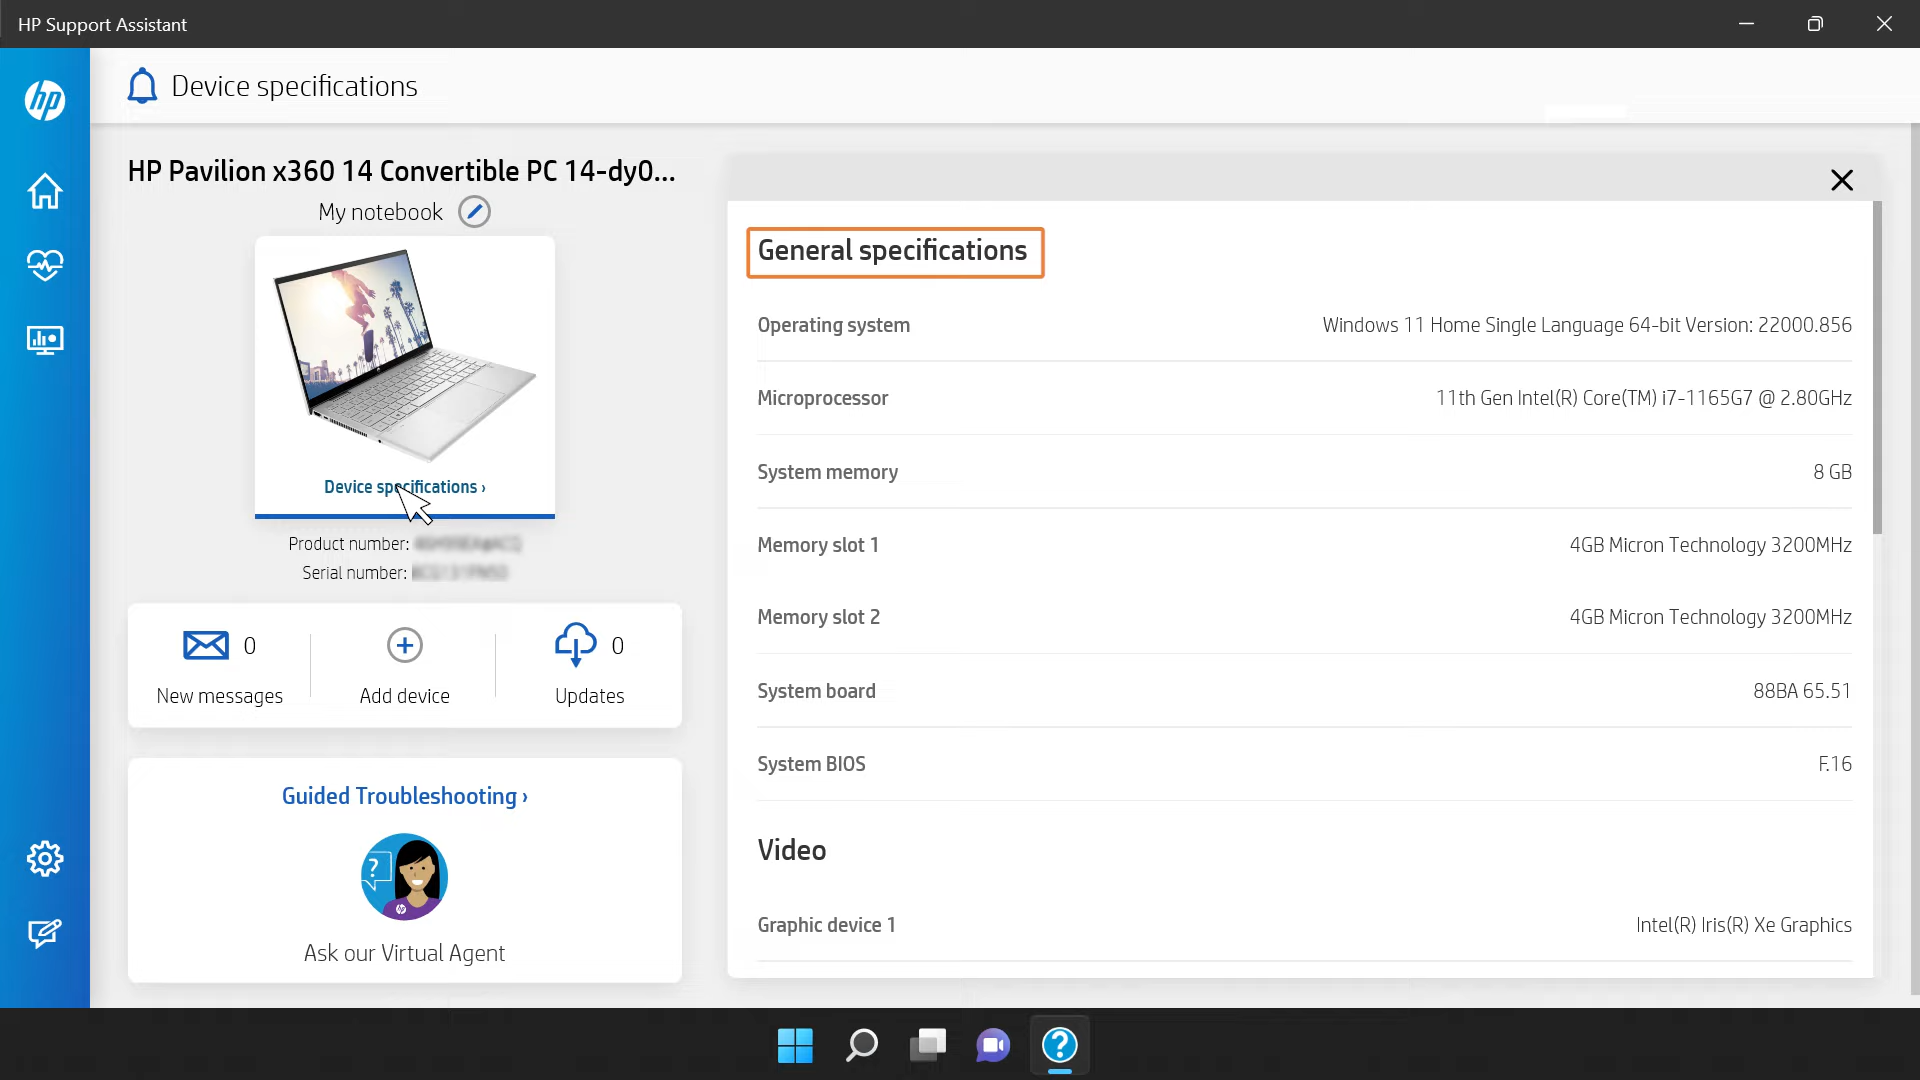 HP Support Assistant
hp
Device specifications
HP Pavilion x360 14 Convertible PC 14-dy0...
My notebook
Device specifications ›
Product number:
Serial number:
0
New messages
Add device
0
Updates
Guided Troubleshooting ›
?
hp
Ask our Virtual Agent
General specifications
Operating system Windows 11 Home Single Language 64-bit Version: 22000.856
Microprocessor 11th Gen Intel(R) Core(TM) i7-1165G7 @ 2.80GHz
System memory 8 GB
Memory slot 1 4GB Micron Technology 3200MHz
Memory slot 2 4GB Micron Technology 3200MHz
System board 88BA 65.51
System BIOS F.16
Video
Graphic device 1 Intel(R) Iris(R) Xe Graphics
?